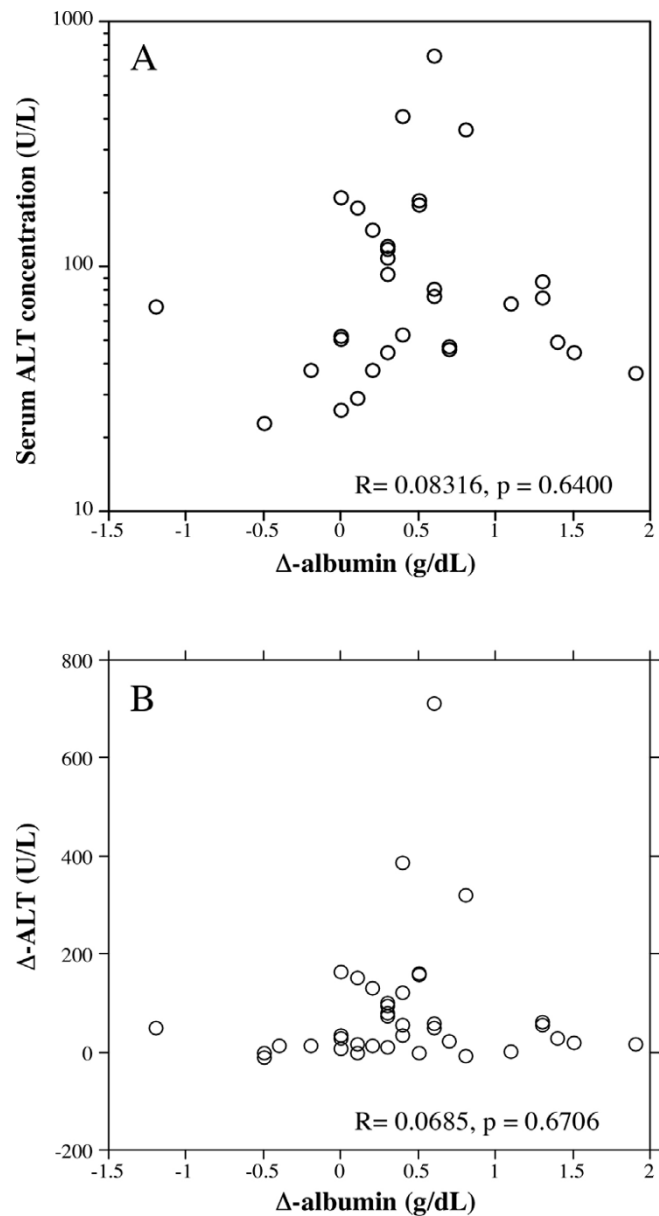 A
1000
100
10
Serum ALT concentration (U/L)
R= 0.08316, p = 0.6400
-1.5 -1 -0.5 0 0.5 1 1.5 2
Δ-albumin (g/dL)
B
800
600
400
200
0
-200
Δ-ALT (U/L)
R= 0.0685, p = 0.6706
-1.5 -1 -0.5 0 0.5 1 1.5 2
Δ-albumin (g/dL)